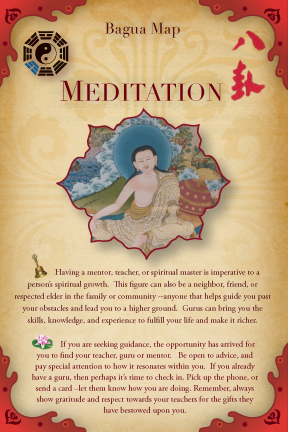 Bagua Map
八
卦
MEDITATION
Having a mentor, teacher, or spiritual master is imperative to a
person's spiritual growth. This figure can also be a neighbor, friend, or
respected elder in the family or community –anyone that helps guide you past
your obstacles and lead you to a higher ground. Gurus can bring you the
skills, knowledge, and experience to fulfill your life and make it richer.
If you are seeking guidance, the opportunity has arrived for
you to find your teacher, guru or mentor. Be open to advice, and
pay special attention to how it resonates within you. If you already
have a guru, then perhaps it's time to check in. Pick up the phone, or
send a card –let them know how you are doing. Remember, always
show gratitude and respect towards your teachers for the gifts they
have bestowed upon you.